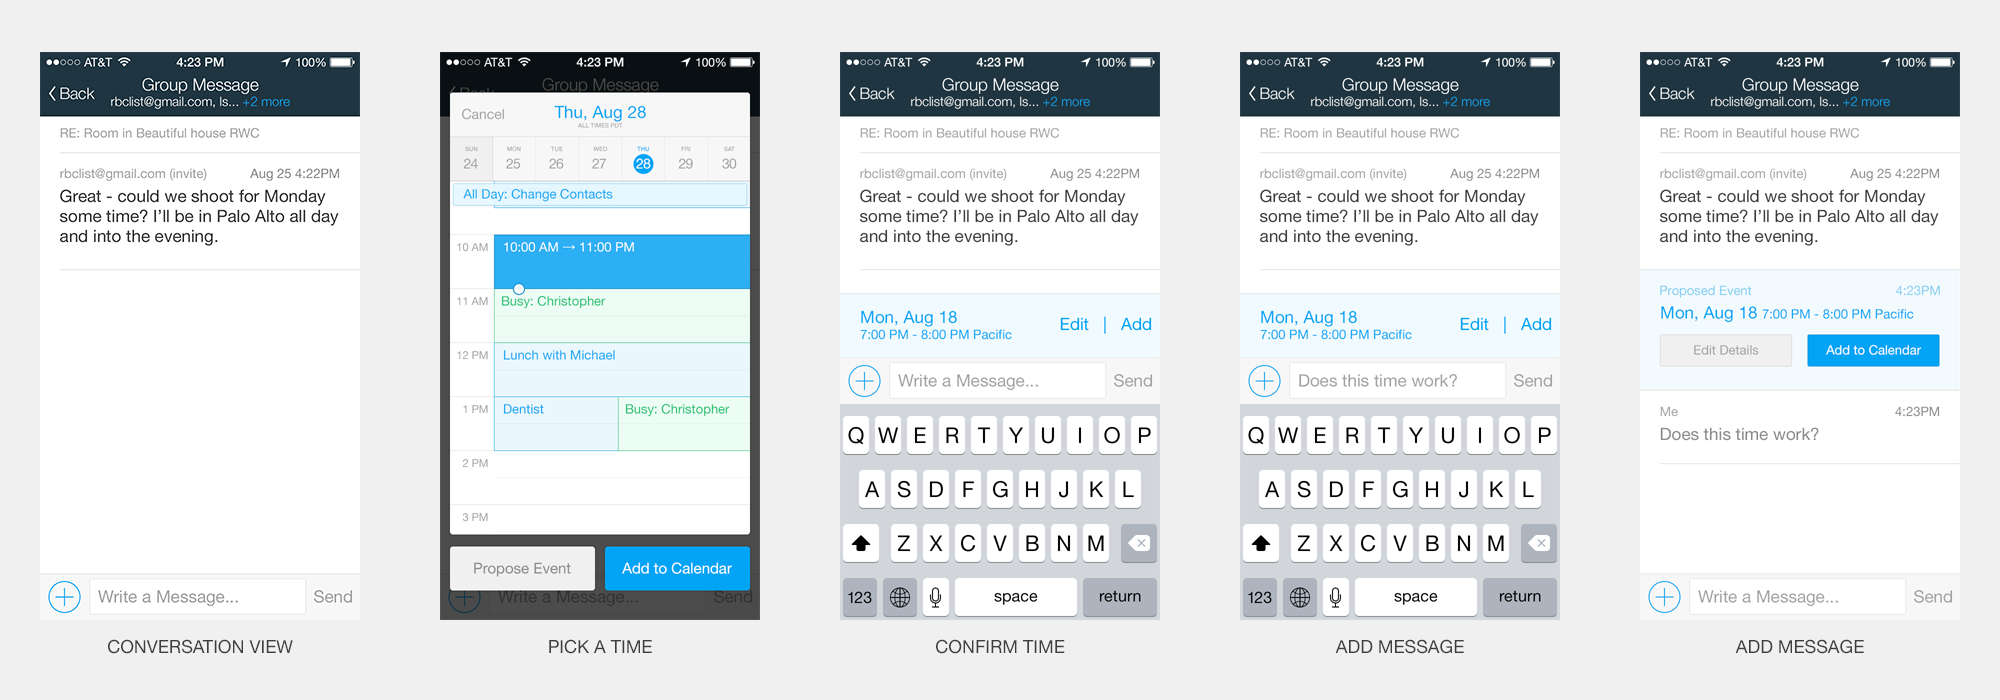 AT&T 4:23 PM 100%
Group Message
Back
rbclist@gmail.com, Is... +2 more
RE: Room in Beautiful house RWC
rbclist@gmail.com (invite) Aug 25 4:22PM
Great - could we shoot for Monday
some time? I'll be in Palo Alto all day
and into the evening.
Write a Message... Send
CONVERSATION VIEW
AT&T 4:23 PM 100%
Group Message
Back
Cancel Thu, Aug 28
ALL TIMES PDT
SUN MON TUE WED THU FRI SAT
24 25 26 27 28 29 30
All Day: Change Contacts
10 AM 10:00 AM → 11:00 PM
11 AM Busy: Christopher
12 PM Lunch with Michael
1 PM Dentist Busy: Christopher
2 PM
3 PM
Propose Event Add to Calendar
Write a Message... Send
PICK A TIME
AT&T 4:23 PM 100%
Group Message
Back
rbclist@gmail.com, Is... +2 more
RE: Room in Beautiful house RWC
rbclist@gmail.com (invite) Aug 25 4:22PM
Great - could we shoot for Monday
some time? I'll be in Palo Alto all day
and into the evening.
Mon, Aug 18
7:00 PM - 8:00 PM Pacific
Edit | Add
Write a Message... Send
Q W E R T Y U I O P
A S D F G H J K L
Z X C V B N M
123 space return
CONFIRM TIME
AT&T 4:23 PM 100%
Group Message
Back
rbclist@gmail.com, Is... +2 more
RE: Room in Beautiful house RWC
rbclist@gmail.com (invite) Aug 25 4:22PM
Great - could we shoot for Monday
some time? I'll be in Palo Alto all day
and into the evening.
Mon, Aug 18
7:00 PM - 8:00 PM Pacific
Edit | Add
Does this time work? Send
Q W E R T Y U I O P
A S D F G H J K L
Z X C V B N M
123 space return
ADD MESSAGE
AT&T 4:23 PM 100%
Group Message
Back
rbclist@gmail.com, Is... +2 more
RE: Room in Beautiful house RWC
rbclist@gmail.com (invite) Aug 25 4:22PM
Great - could we shoot for Monday
some time? I'll be in Palo Alto all day
and into the evening.
Proposed Event 4:23PM
Mon, Aug 18 7:00 PM - 8:00 PM Pacific
Edit Details Add to Calendar
Me 4:23PM
Does this time work?
Write a Message... Send
ADD MESSAGE